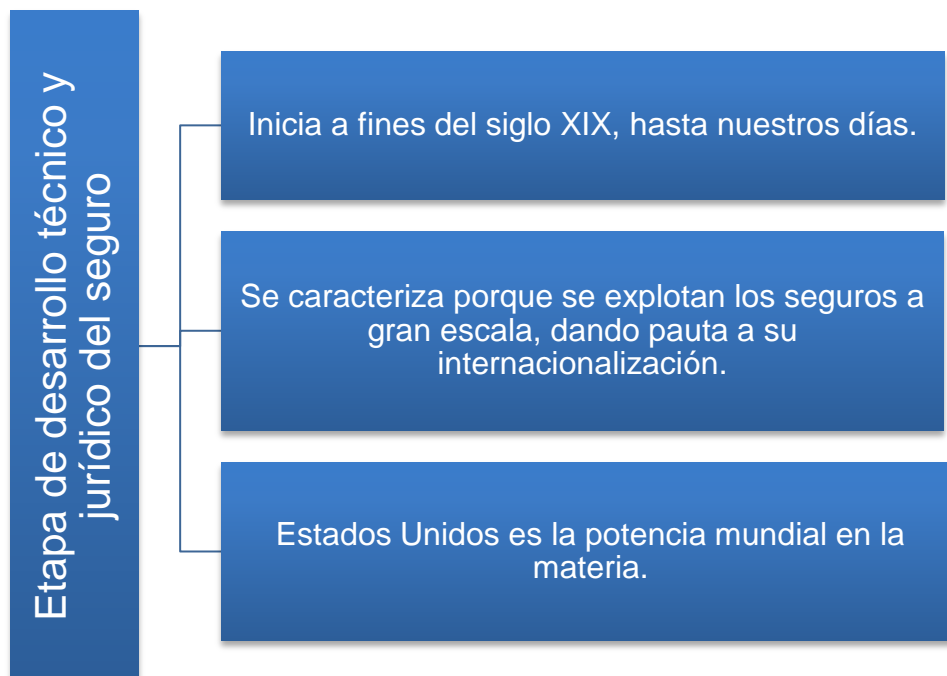 Etapa de desarrollo técnico y
jurídico del seguro
Inicia a fines del siglo XIX, hasta nuestros días.
Se caracteriza porque se explotan los seguros a
gran escala, dando pauta a su
internacionalización.
Estados Unidos es la potencia mundial en la
materia.